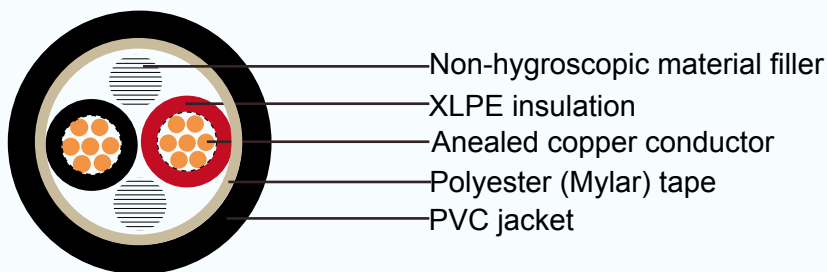 Non-hygroscopic material filler
XLPE insulation
Anealed copper conductor
Polyester (Mylar) tape
PVC jacket